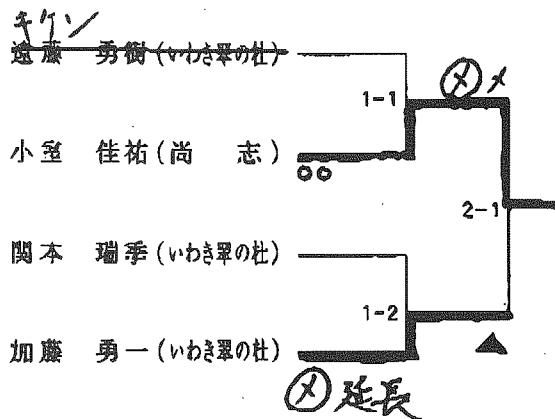 キケン
遠藤 勇樹(いわき翠の杜)
㋱メ
1-1
小室 佳祐(尚 志)
○○
2-1
関本 瑞季(いわき翠の杜)
1-2
加藤 勇一(いわき翠の杜)
▲
㋱延長